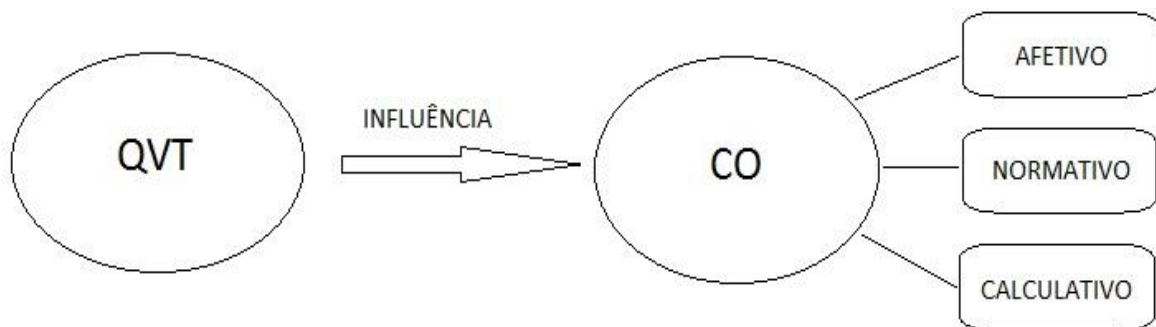 QVT
INFLUÊNCIA
CO
AFETIVO
NORMATIVO
CALCULATIVO